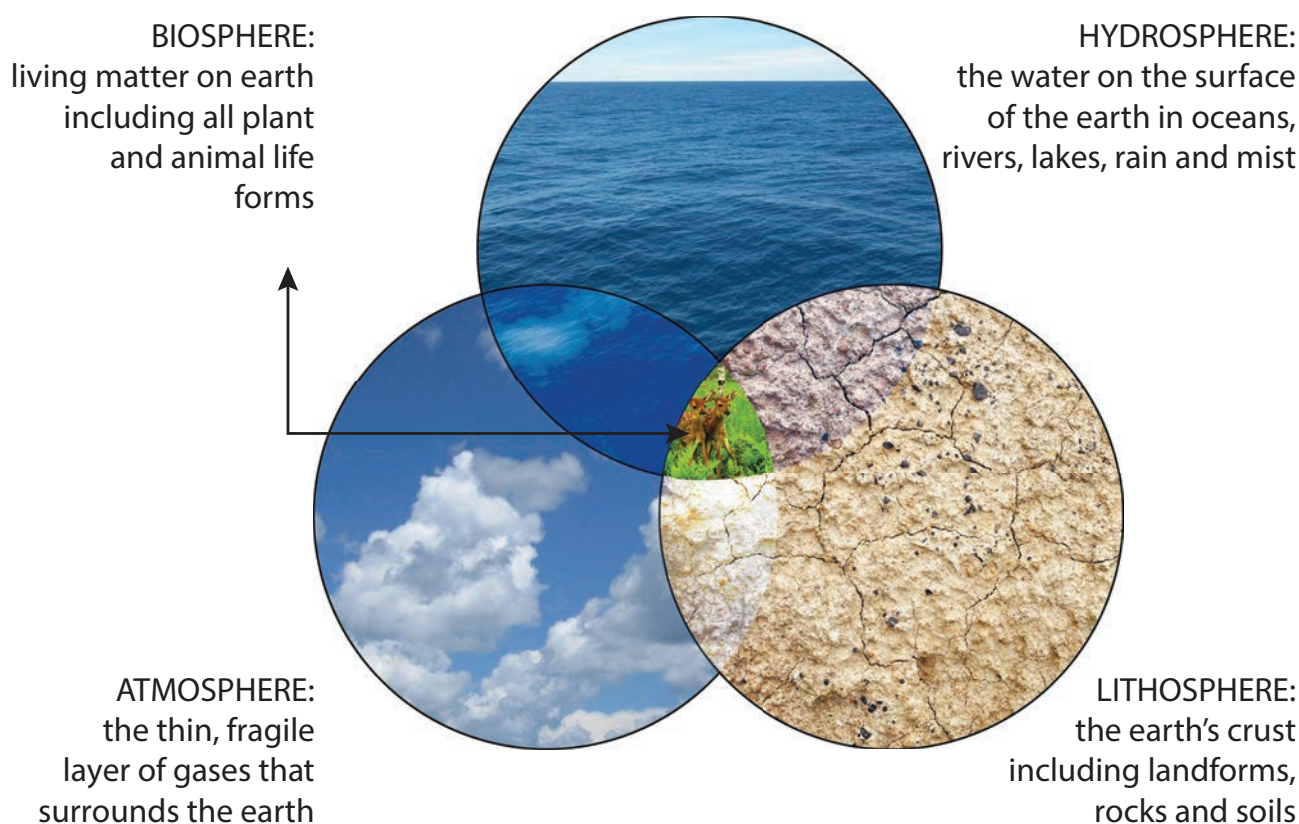 BIOSPHERE:
living matter on earth
including all plant
and animal life
forms
HYDROSPHERE:
the water on the surface
of the earth in oceans,
rivers, lakes, rain and mist
ATMOSPHERE:
the thin, fragile
layer of gases that
surrounds the earth
LITHOSPHERE:
the earth’s crust
including landforms,
rocks and soils